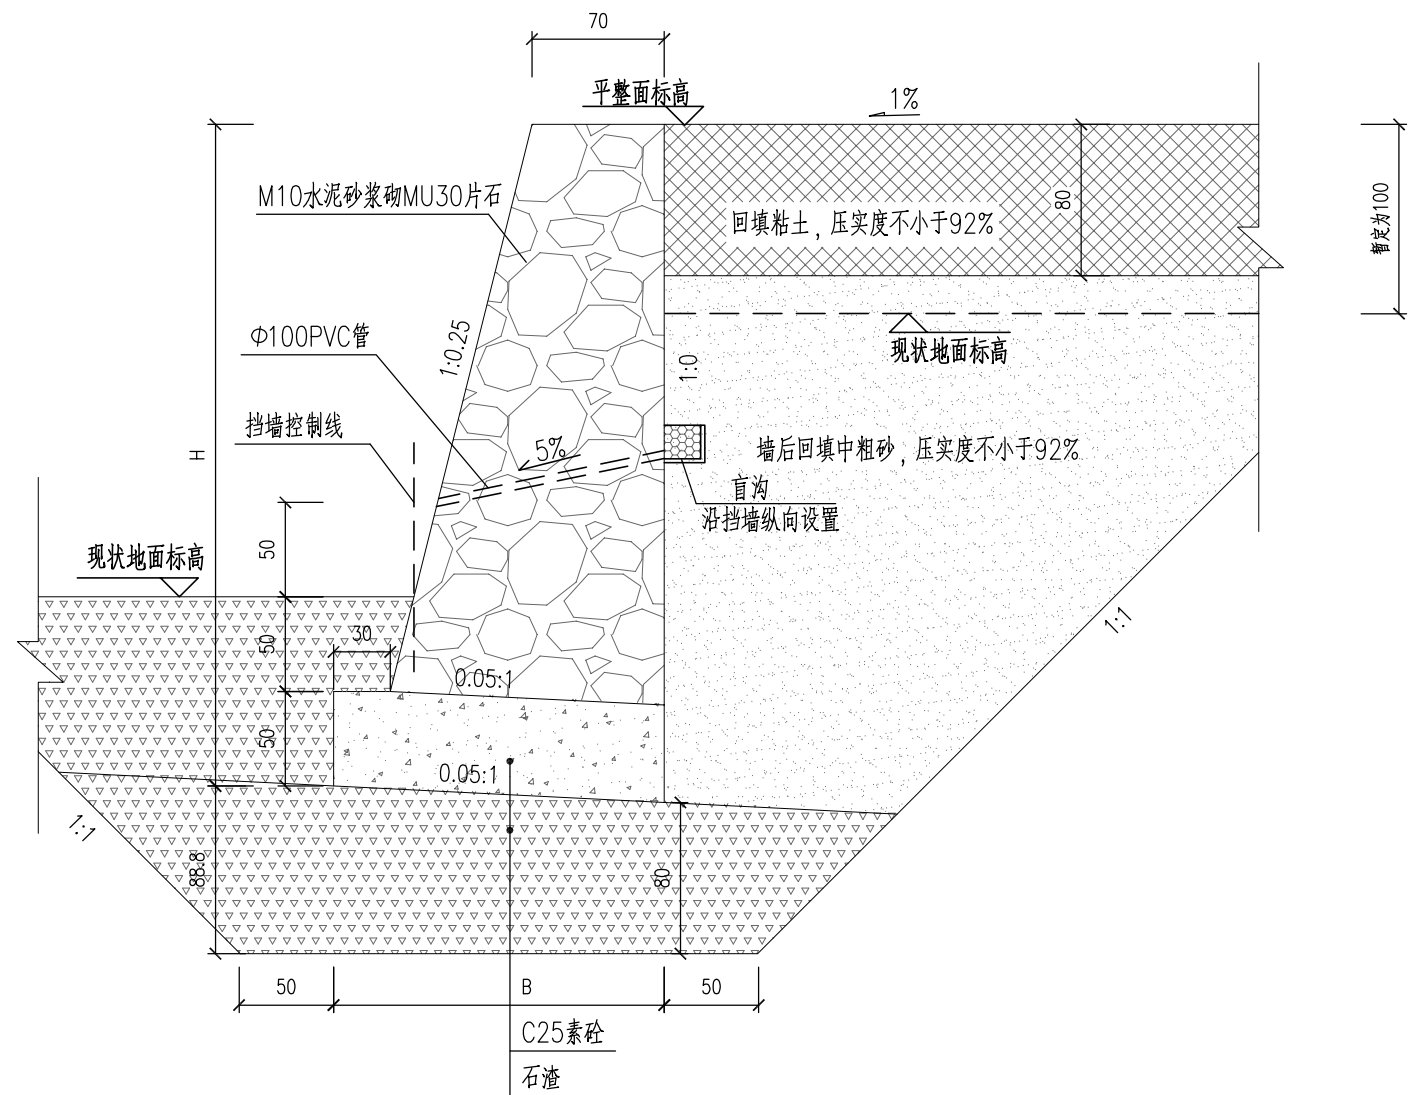 70
平整面标高
1%
M10水泥砂浆砌MU30片石
80
暂定为100
回填粘土，压实度不小于92%
Φ100PVC管
1:0.25
现状地面标高
1:0
挡墙控制线
H
5%
墙后回填中粗砂，压实度不小于92%
盲沟
沿挡墙纵向设置
50
现状地面标高
50
30
1:1
0.05:1
50
0.05:1
1:1
88.8
80
50
B
50
C25素砼
石渣